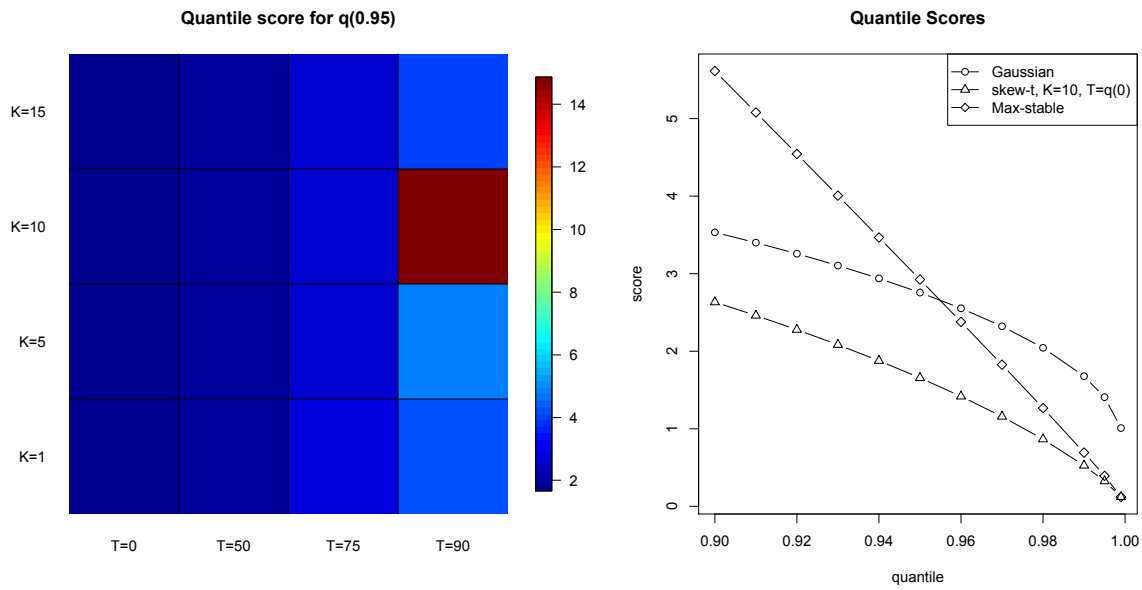 Quantile score for q(0.95)
K=15
K=10
K=5
K=1
T=0
T=50
T=75
T=90
14
12
10
8
6
4
2
Quantile Scores
Gaussian
skew-t, K=10, T=q(0)
Max-stable
score
5
4
3
2
1
0
0.90
0.92
0.94
0.96
0.98
1.00
quantile